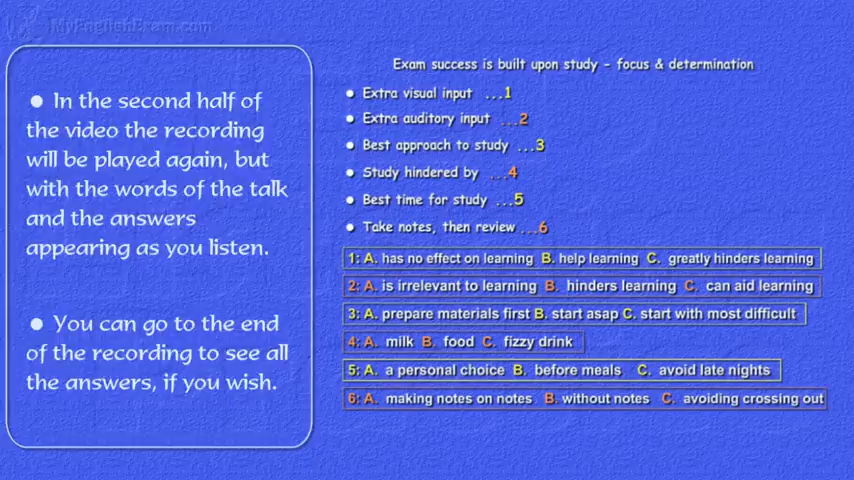 MyEnglishExam.com
● In the second half of
the video the recording
will be played again, but
with the words of the talk
and the answers
appearing as you listen.
● You can go to the end
of the recording to see all
the answers, if you wish.
Exam success is built upon study - focus & determination
● Extra visual input ...1
● Extra auditory input ...2
● Best approach to study ...3
● Study hindered by ...4
● Best time for study ...5
● Take notes, then review ...6
1: A. has no effect on learning B. help learning C. greatly hinders learning
2: A. is irrelevant to learning B. hinders learning C. can aid learning
3: A. prepare materials first B. start asap C. start with most difficult
4: A. milk B. food C. fizzy drink
5: A. a personal choice B. before meals C. avoid late nights
6: A. making notes on notes B. without notes C. avoiding crossing out